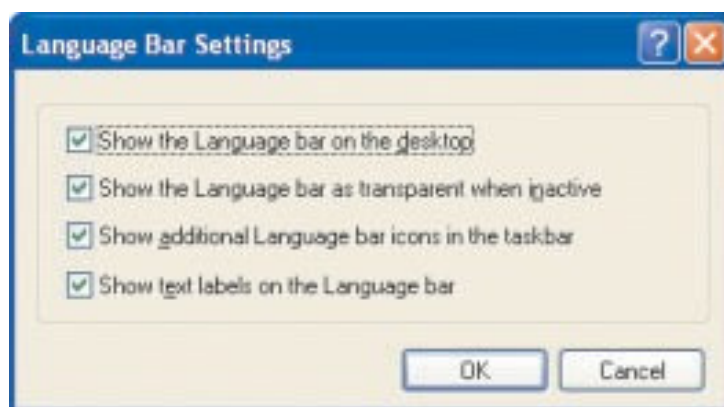 Language Bar Settings
Show the Language bar on the desktop
Show the Language bar as transparent when inactive
Show additional Language bar icons in the taskbar
Show text labels on the Language bar
OK
Cancel